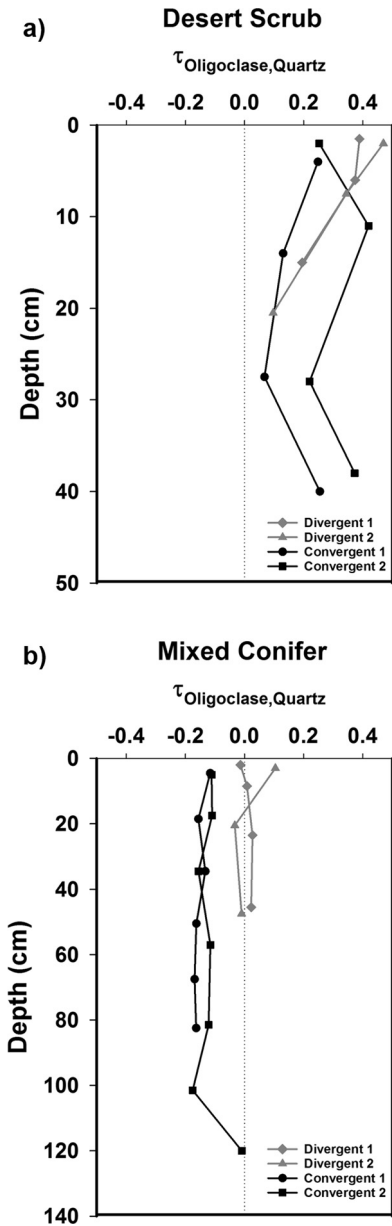 a)
Desert Scrub
τOligoclase,Quartz
-0.4 -0.2 0.0 0.2 0.4
0
10
20
30
40
50
Depth (cm)
Divergent 1
Divergent 2
Convergent 1
Convergent 2
b)
Mixed Conifer
τOligoclase,Quartz
-0.4 -0.2 0.0 0.2 0.4
0
20
40
60
80
100
120
140
Depth (cm)
Divergent 1
Divergent 2
Convergent 1
Convergent 2